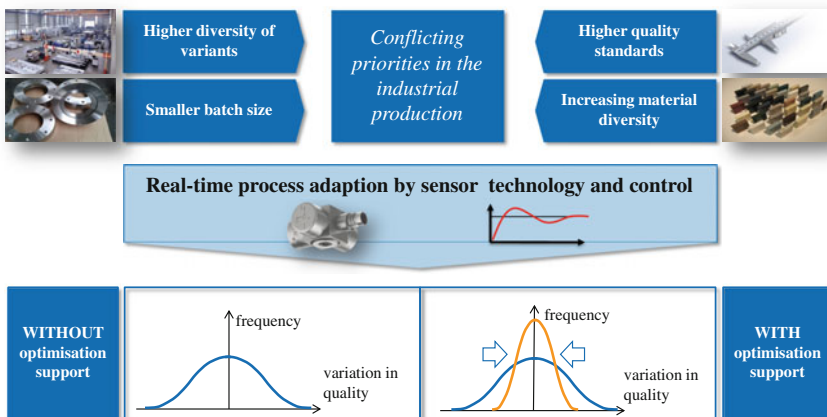 Higher diversity of
variants
Smaller batch size
Conflicting
priorities in the
industrial
production
Higher quality
standards
Increasing material
diversity
Real-time process adaption by sensor technology and control
WITHOUT
optimisation
support
frequency
variation in
quality
frequency
variation in
quality
WITH
optimisation
support